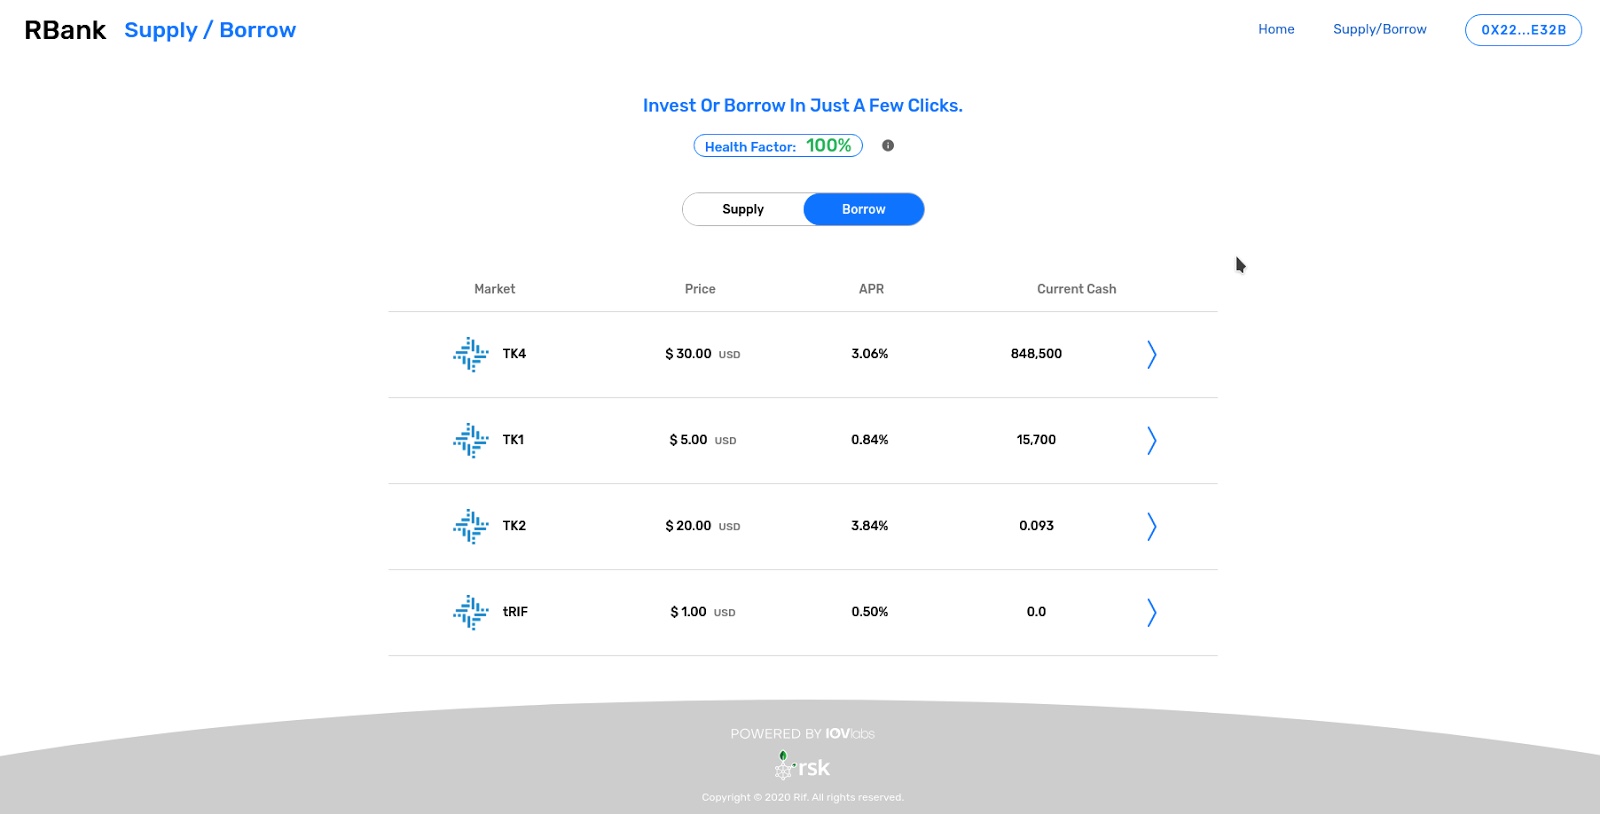 RBank Supply / Borrow Home Supply/Borrow 0X22...E32B
Invest Or Borrow In Just A Few Clicks.
Health Factor: 100%
Supply Borrow
Market Price APR Current Cash
TK4 $ 30.00 USD 3.06% 848,500
TK1 $ 5.00 USD 0.84% 15,700
TK2 $ 20.00 USD 3.84% 0.093
tRIF $ 1.00 USD 0.50% 0.0
POWERED BY IOVlabs
rsk
Copyright © 2020 Rif. All rights reserved.